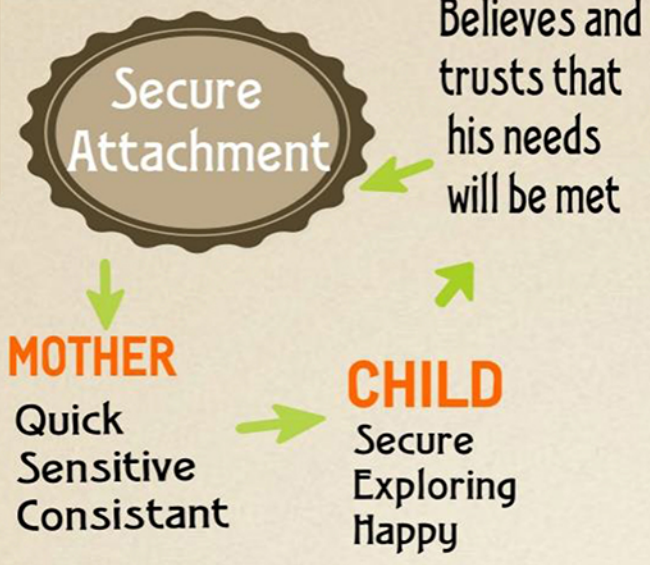 Secure
Attachment
Believes and
trusts that
his needs
will be met
MOTHER
Quick
Sensitive
Consistant
CHILD
Secure
Exploring
Happy